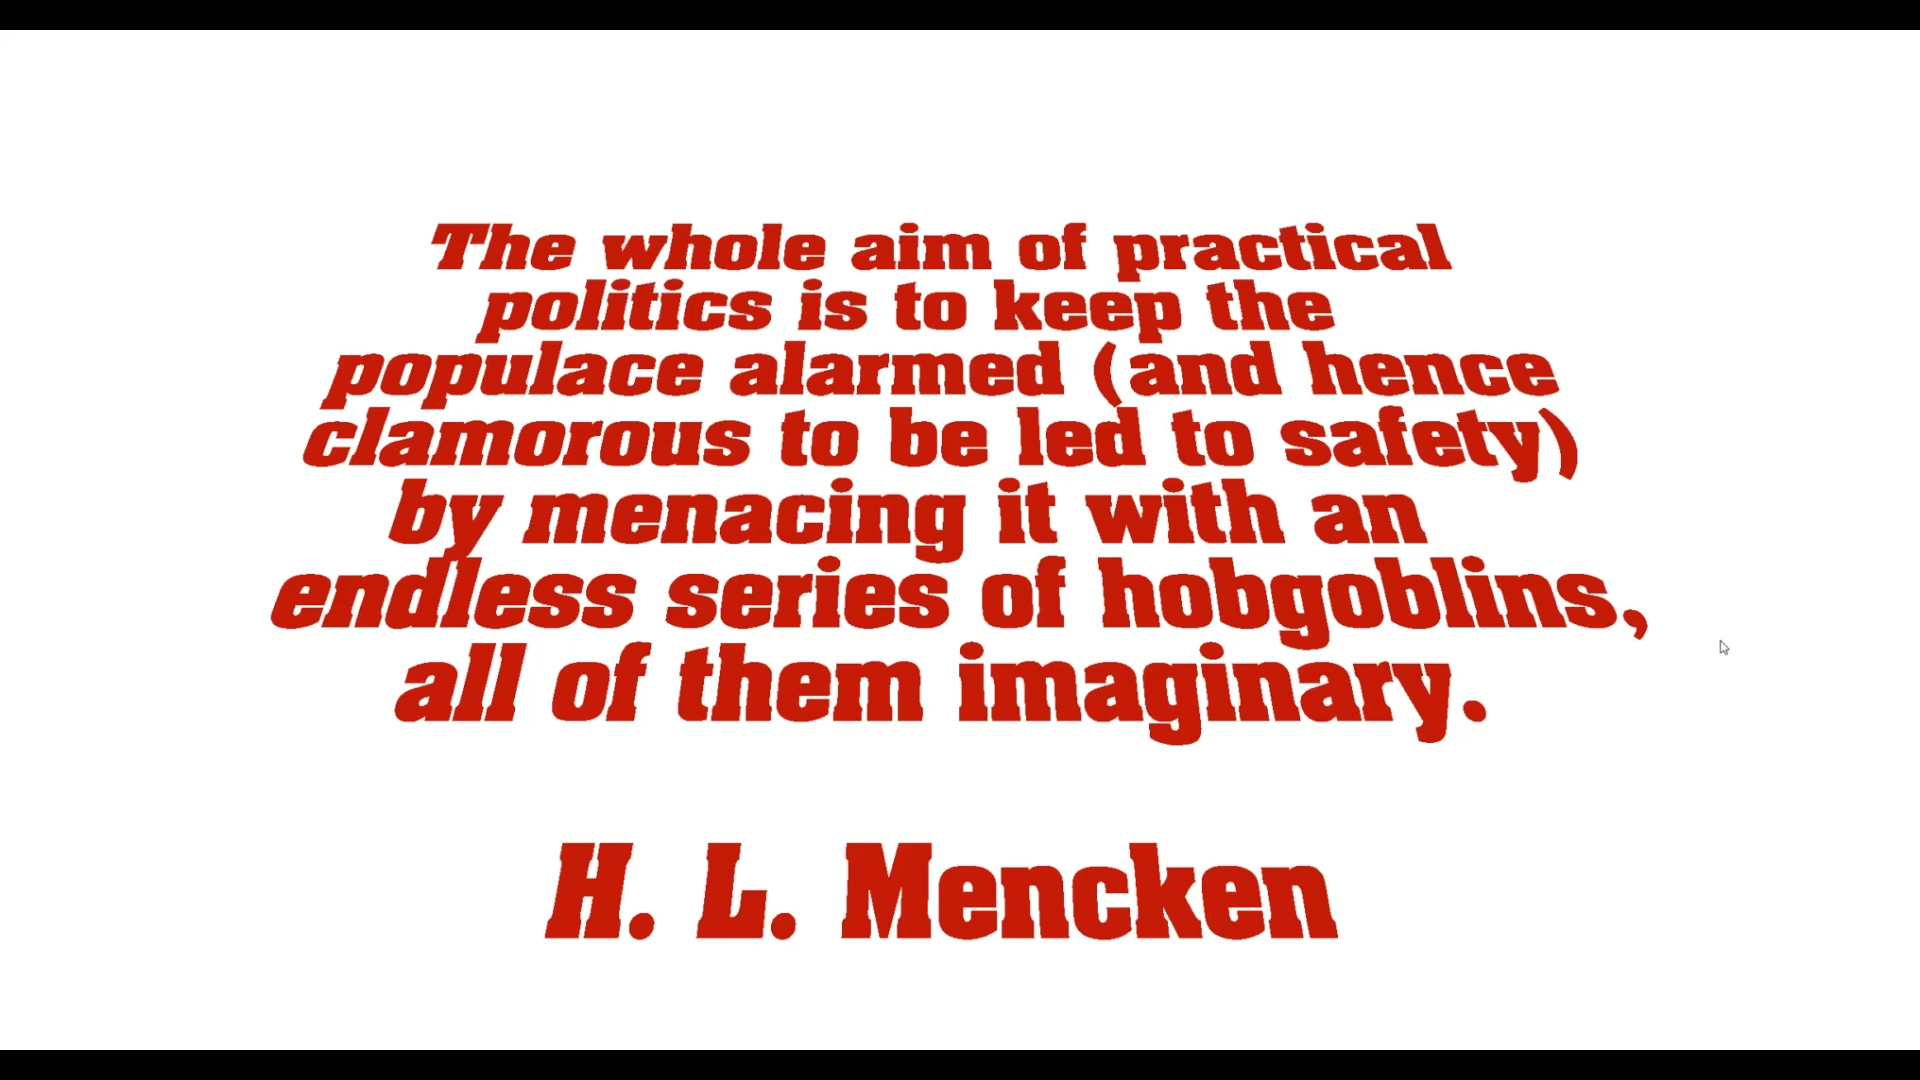 The whole aim of practical
politics is to keep the
populace alarmed (and hence
clamorous to be led to safety)
by menacing it with an
endless series of hobgoblins,
all of them imaginary.
H. L. Mencken